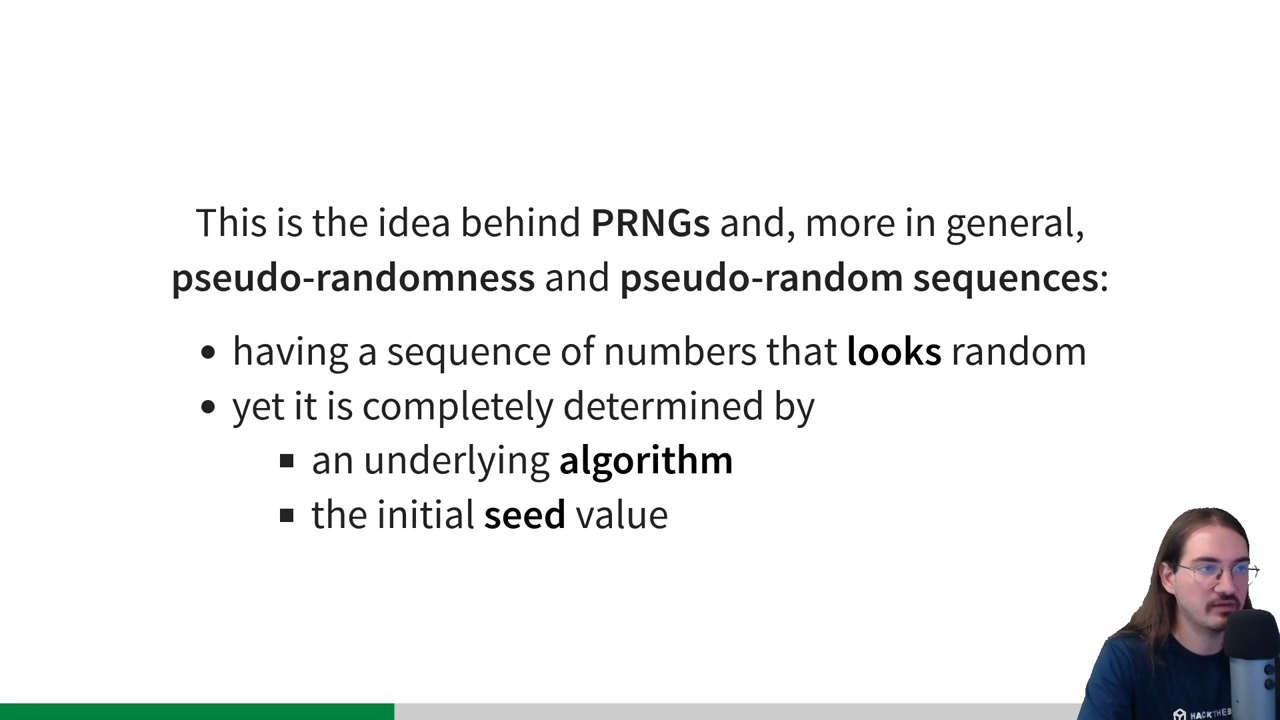 This is the idea behind PRNGs and, more in general,
pseudo-randomness and pseudo-random sequences:
• having a sequence of numbers that looks random
• yet it is completely determined by
▪ an underlying algorithm
▪ the initial seed value
HACKTHEB